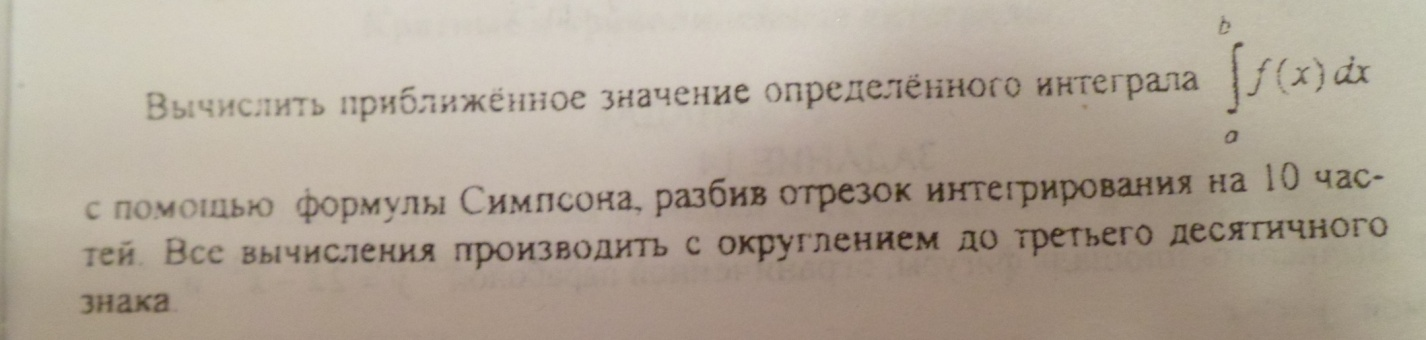 Вычислить приближённое значение определённого интеграла ∫ₐᵇ f(x) dx
с помощью формулы Симпсона, разбив отрезок интегрирования на 10 час-
тей. Все вычисления производить с округлением до третьего десятичного
знака.